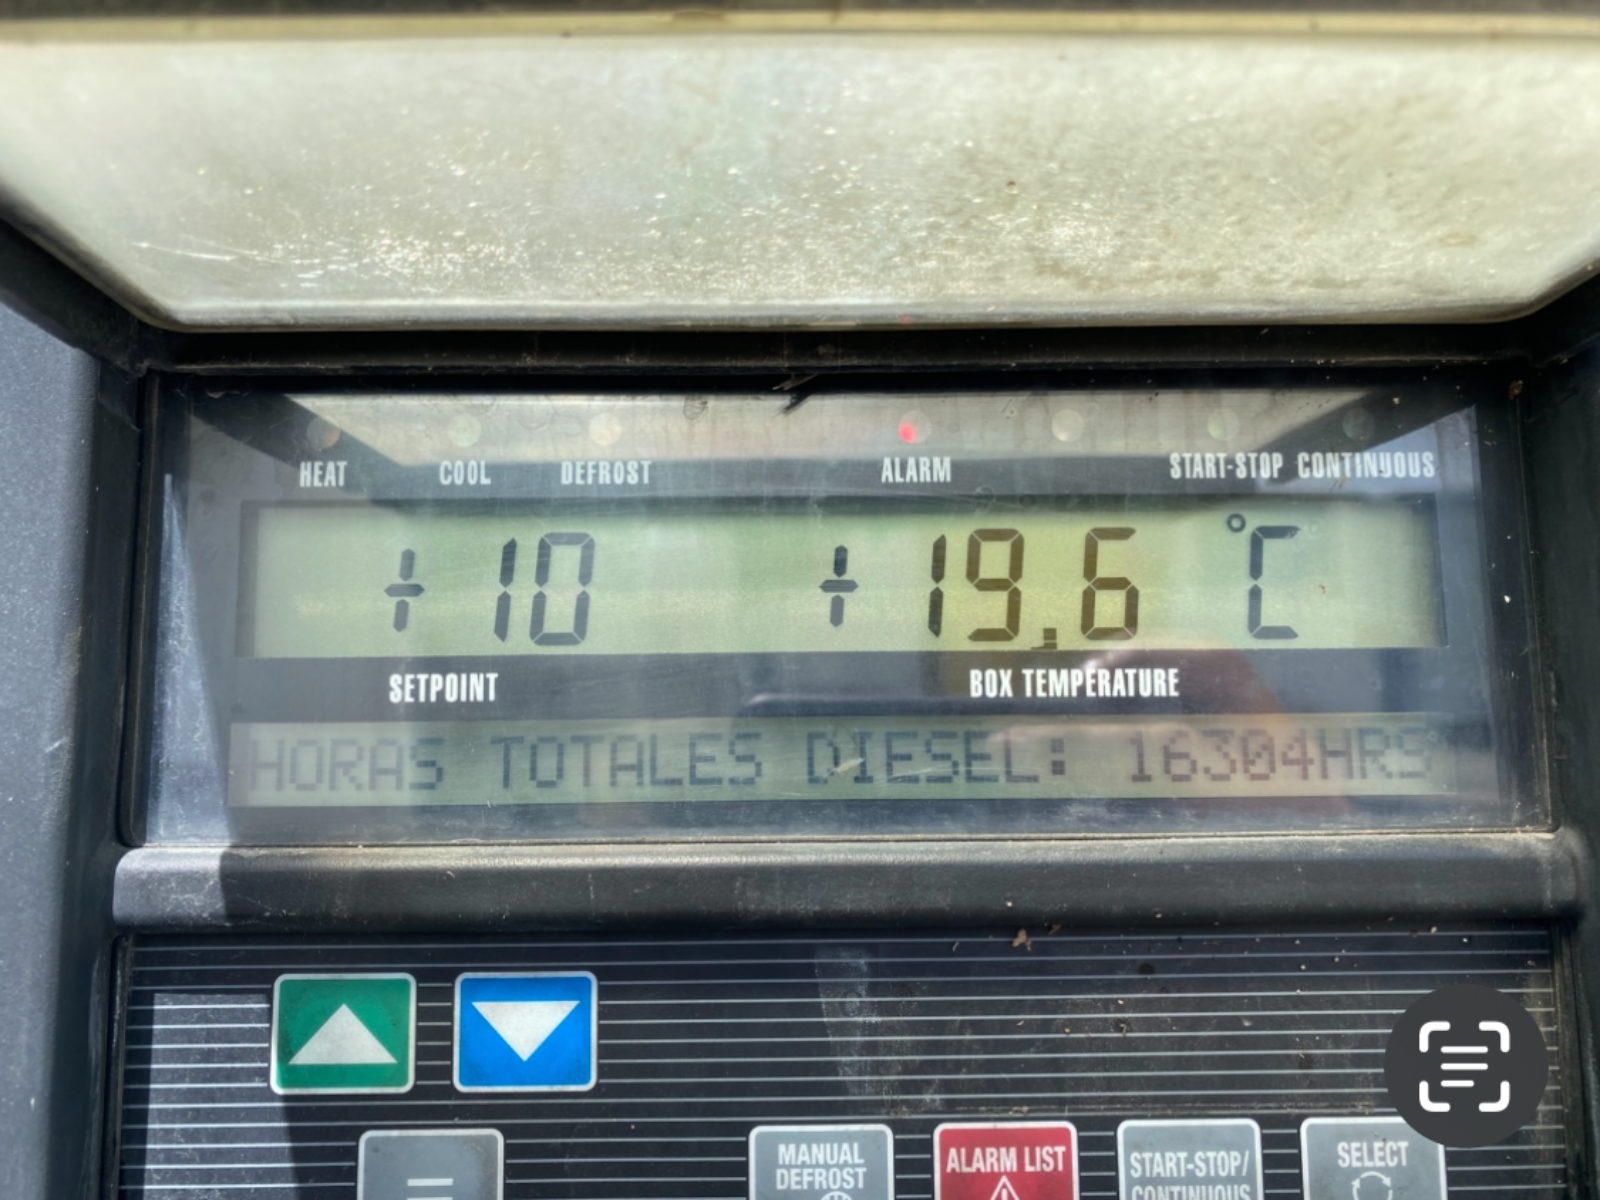 HEAT COOL DEFROST ALARM START-STOP CONTINUOUS
+10 +19.6 °C
SETPOINT BOX TEMPERATURE
HORAS TOTALES DIESEL: 16304HRS
MANUAL DEFROST ALARM LIST START-STOP/ CONTINUOUS SELECT